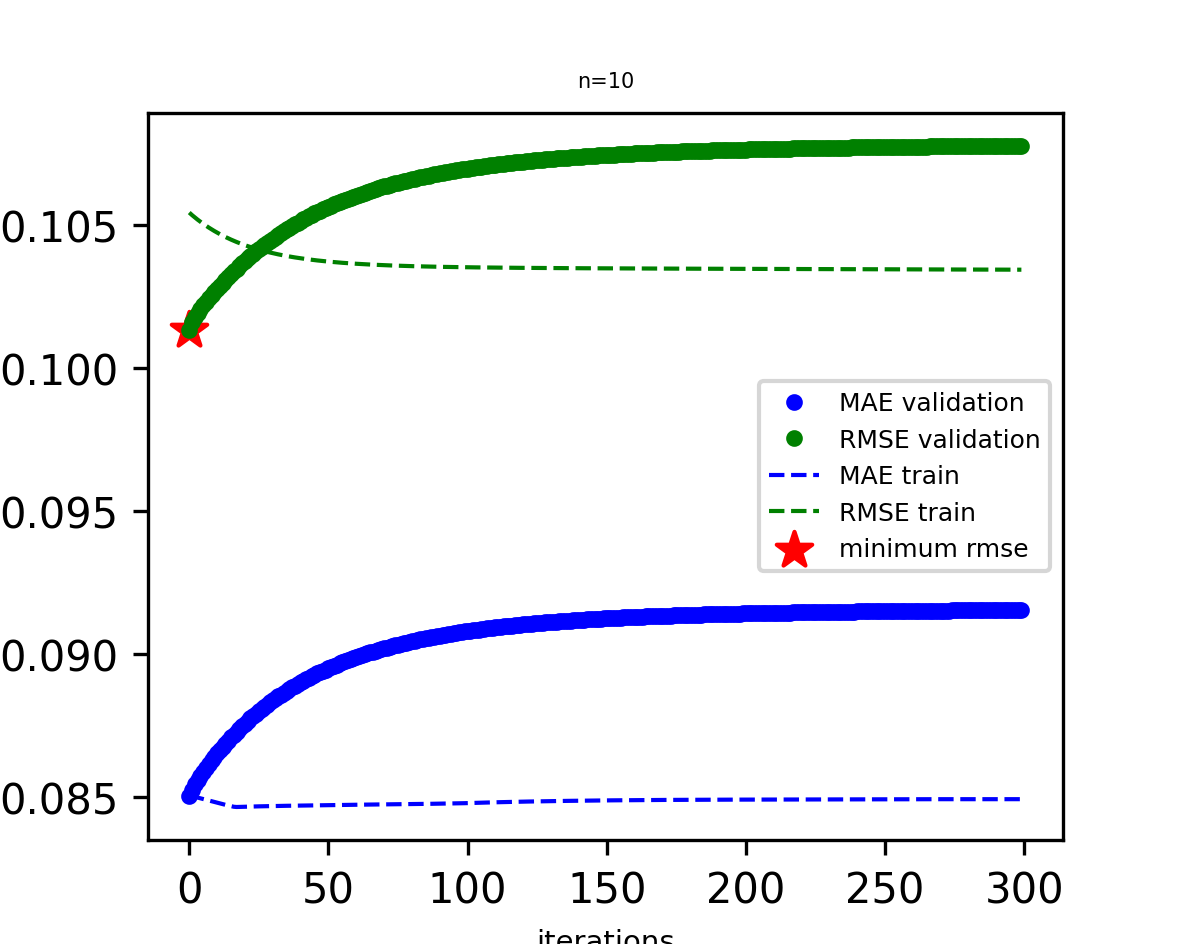 n=10
0.105
0.100
0.095
0.090
0.085
MAE validation
RMSE validation
MAE train
RMSE train
minimum rmse
0 50 100 150 200 250 300
iterations